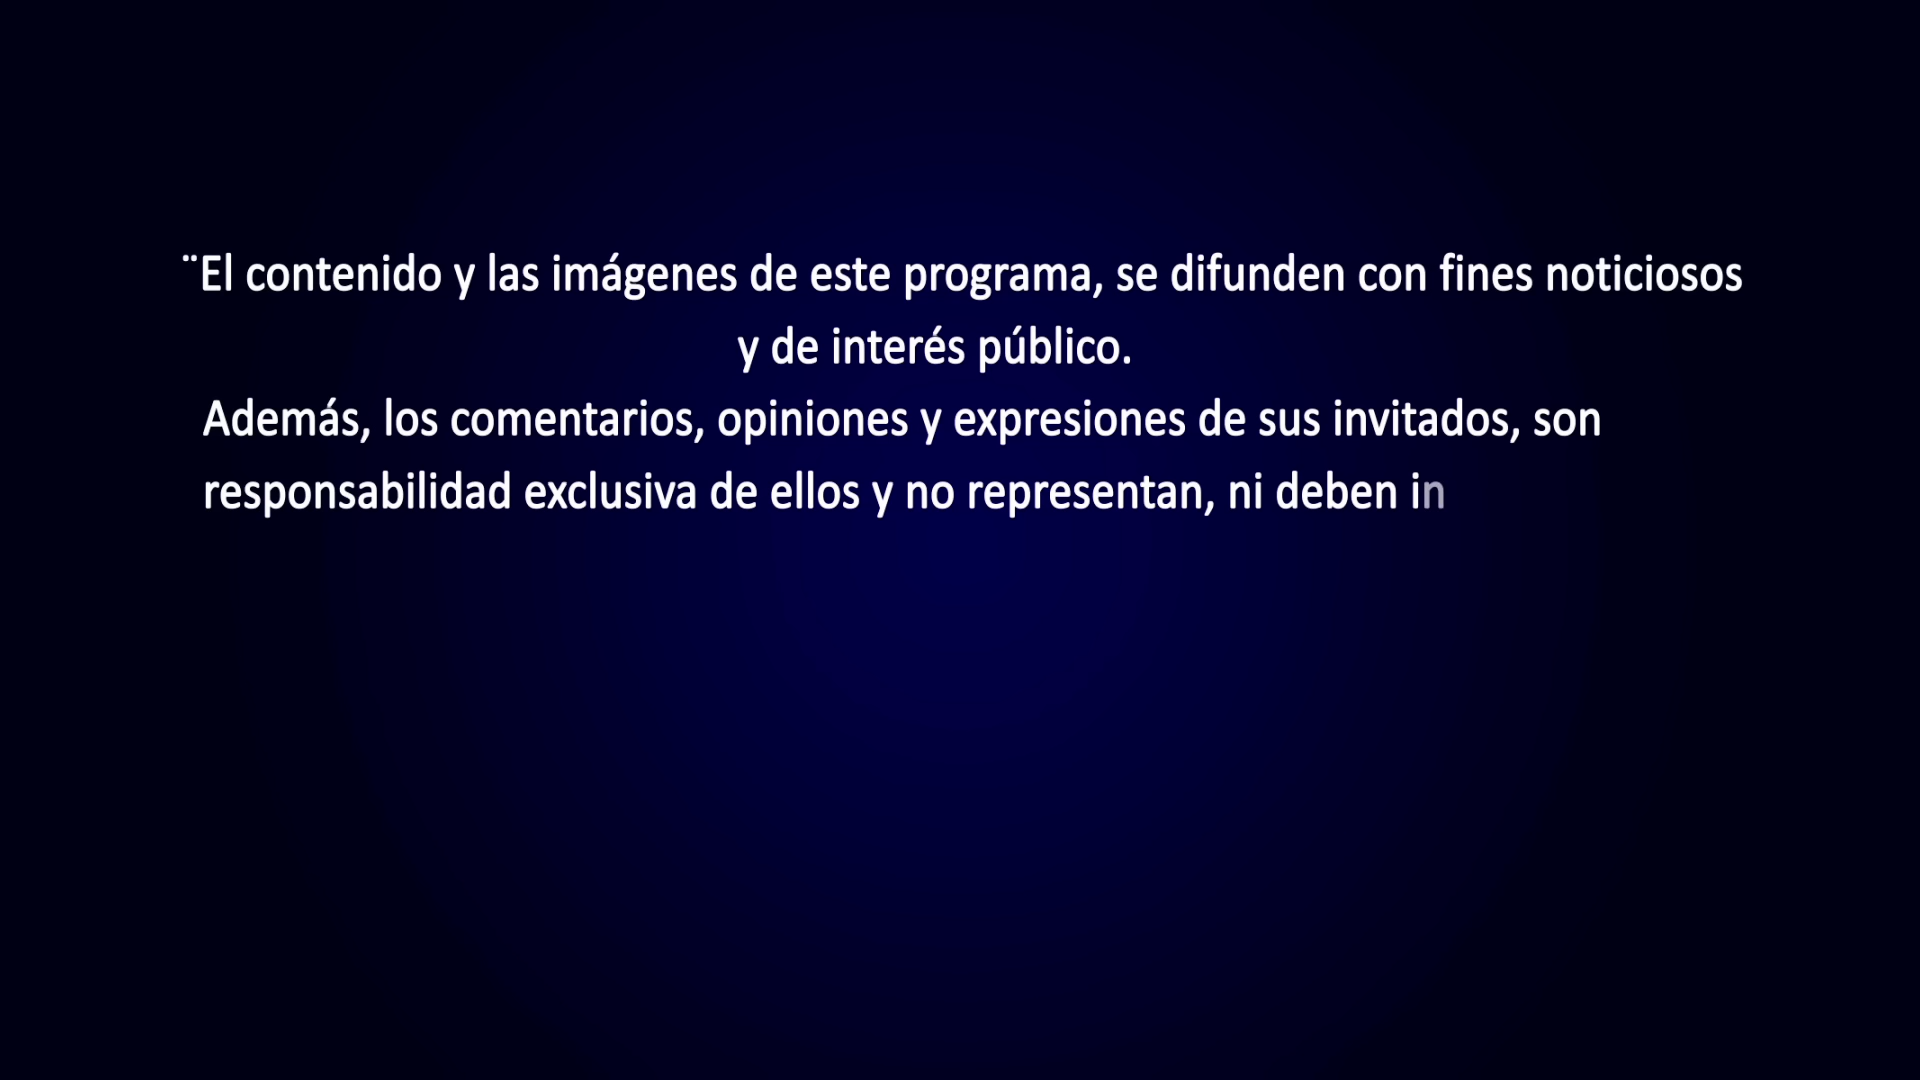 ¨El contenido y las imágenes de este programa, se difunden con fines noticiosos
y de interés público.
Además, los comentarios, opiniones y expresiones de sus invitados, son
responsabilidad exclusiva de ellos y no representan, ni deben in